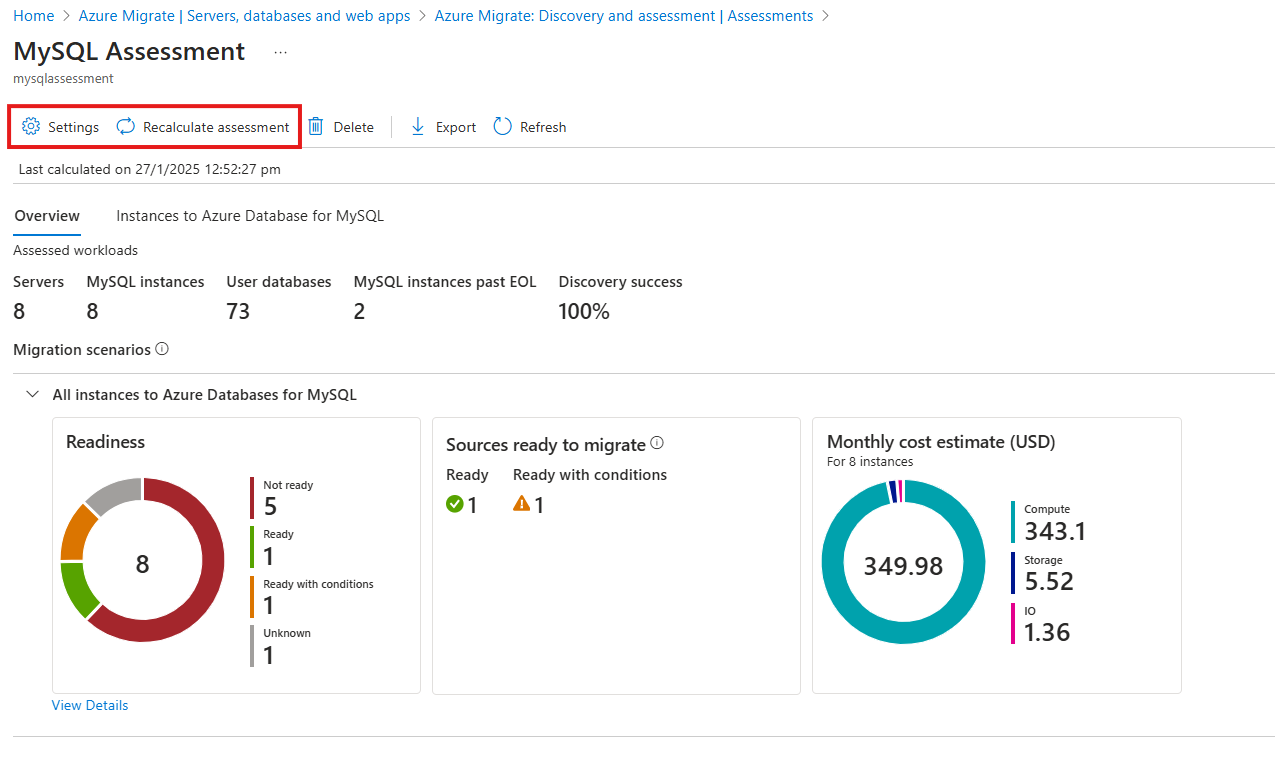 Home > Azure Migrate | Servers, databases and web apps > Azure Migrate: Discovery and assessment | Assessments >
MySQL Assessment ...
mysqlassessment
Settings Recalculate assessment Delete Export Refresh
Last calculated on 27/1/2025 12:52:27 pm
Overview Instances to Azure Database for MySQL
Assessed workloads
Servers MySQL instances User databases MySQL instances past EOL Discovery success
8 8 73 2 100%
Migration scenarios
All instances to Azure Databases for MySQL
Readiness
8
Not ready
5
Ready
1
Ready with conditions
1
Unknown
1
View Details
Sources ready to migrate
Ready Ready with conditions
1 1
Monthly cost estimate (USD)
For 8 instances
349.98
Compute
343.1
Storage
5.52
IO
1.36